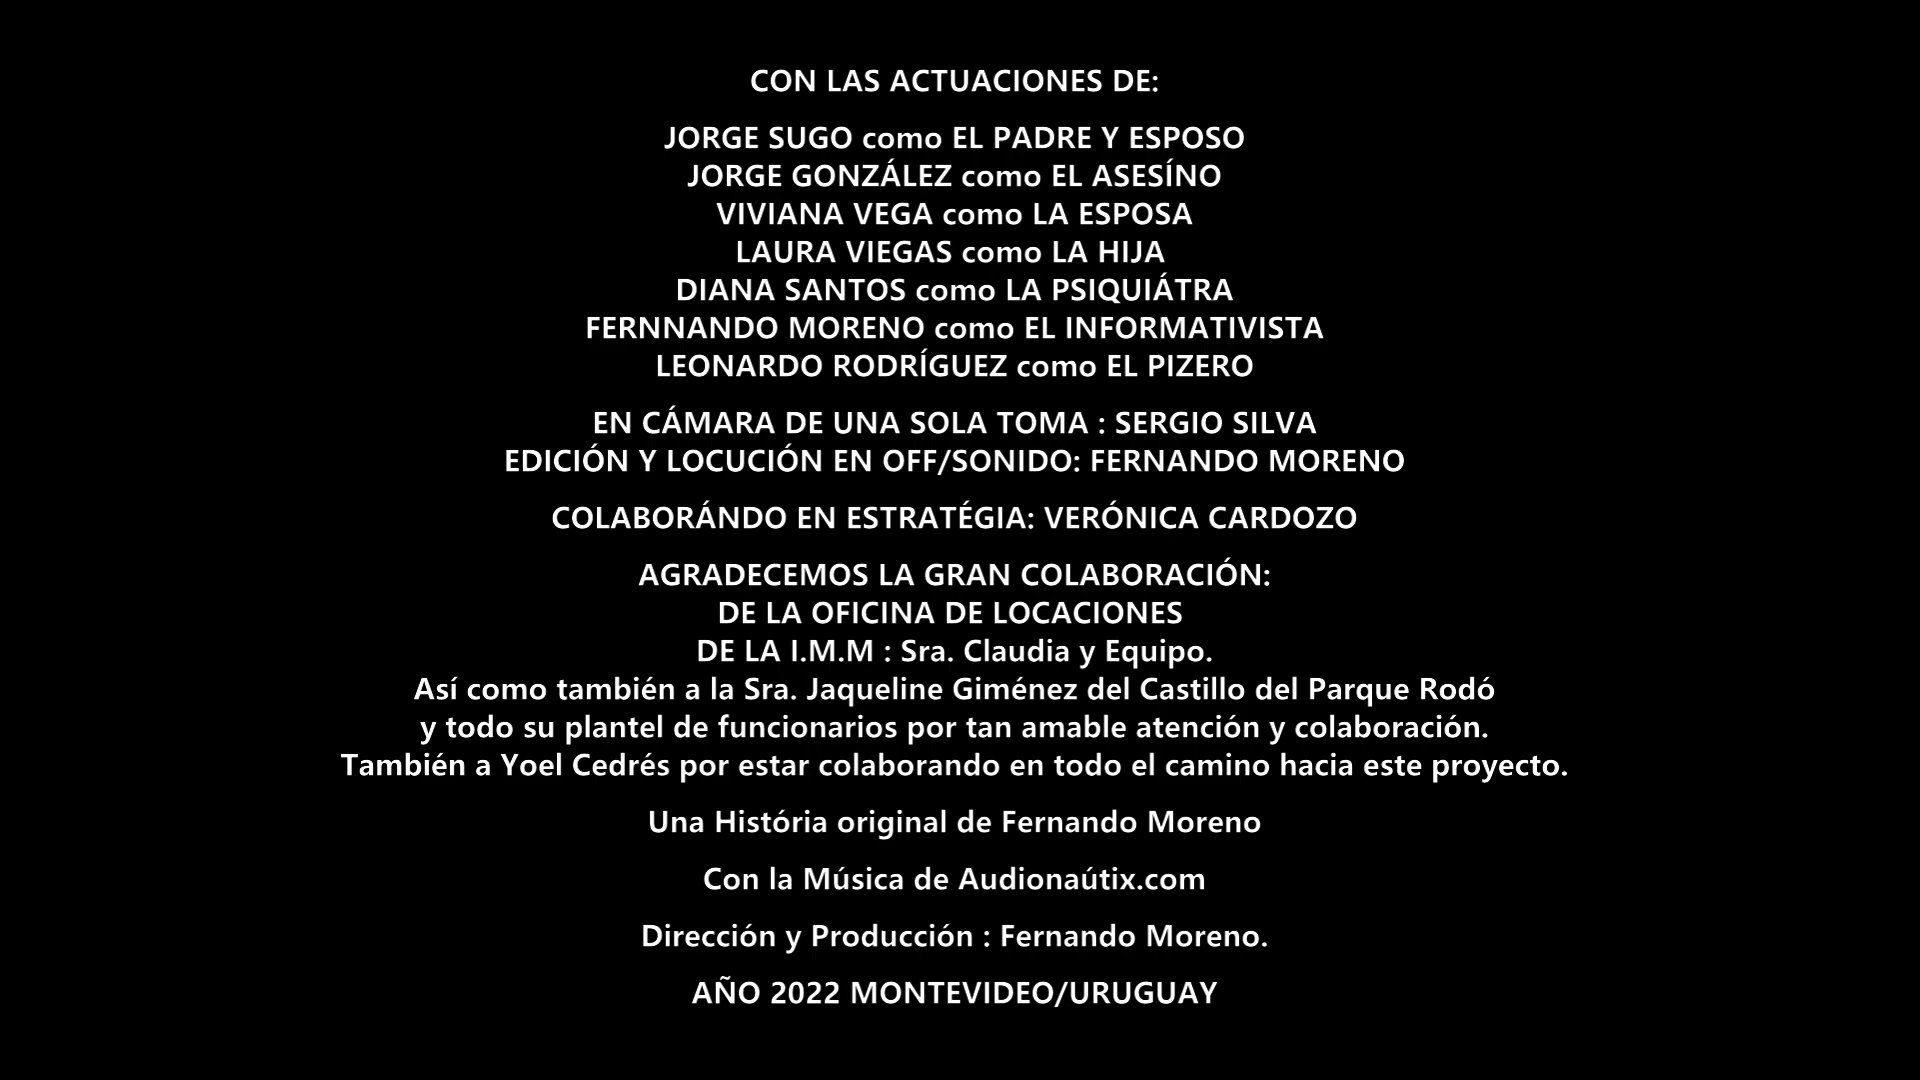 CON LAS ACTUACIONES DE:
JORGE SUGO como EL PADRE Y ESPOSO
JORGE GONZÁLEZ como EL ASESÍNO
VIVIANA VEGA como LA ESPOSA
LAURA VIEGAS como LA HIJA
DIANA SANTOS como LA PSIQUIÁTRA
FERNNANDO MORENO como EL INFORMATIVISTA
LEONARDO RODRÍGUEZ como EL PIZERO
EN CÁMARA DE UNA SOLA TOMA : SERGIO SILVA
EDICIÓN Y LOCUCIÓN EN OFF/SONIDO: FERNANDO MORENO
COLABORÁNDO EN ESTRATÉGIA: VERÓNICA CARDOZO
AGRADECEMOS LA GRAN COLABORACIÓN:
DE LA OFICINA DE LOCACIONES
DE LA I.M.M : Sra. Claudia y Equipo.
Así como también a la Sra. Jaqueline Giménez del Castillo del Parque Rodó
y todo su plantel de funcionarios por tan amable atención y colaboración.
También a Yoel Cedrés por estar colaborando en todo el camino hacia este proyecto.
Una História original de Fernando Moreno
Con la Música de Audionaútix.com
Dirección y Producción : Fernando Moreno.
AÑO 2022 MONTEVIDEO/URUGUAY